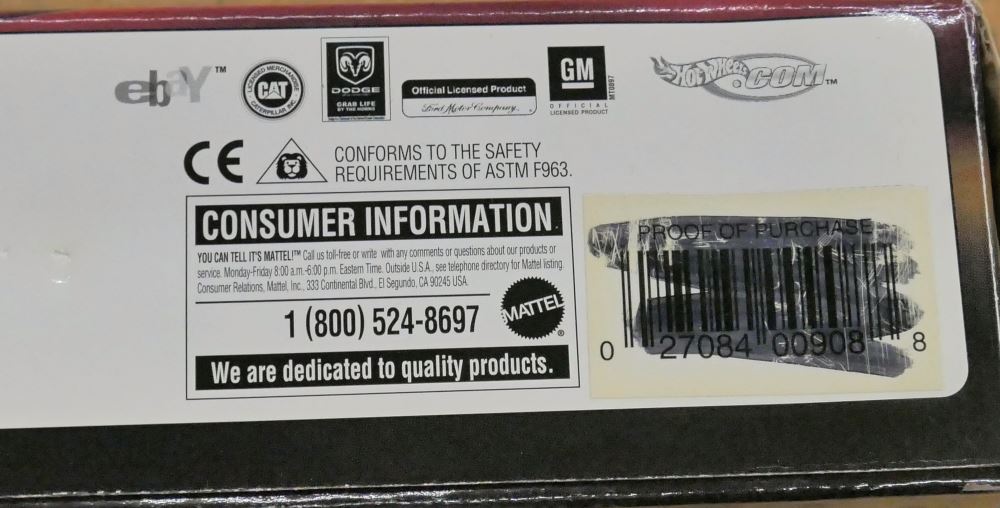 ebaY™
LICENSED MERCHANDISE
CAT
CATERPILLAR INC
DODGE
GRAB LIFE
BY THE HORNS
Official Licensed Product
Ford Motor Company.
GM
OFFICIAL
LICENSED PRODUCT
MT0897
HOT WHEELS
.COM™
CE
CONFORMS TO THE SAFETY
REQUIREMENTS OF ASTM F963.
CONSUMER INFORMATION
YOU CAN TELL IT'S MATTEL!™ Call us toll-free or write with any comments or questions about our products or
service. Monday-Friday 8:00 a.m.-6:00 p.m. Eastern Time. Outside U.S.A., see telephone directory for Mattel listing.
Consumer Relations, Mattel, Inc., 333 Continental Blvd., El Segundo, CA 90245 USA.
1 (800) 524-8697
MATTEL®
We are dedicated to quality products.
PROOF OF PURCHASE
0 27084 00908 8